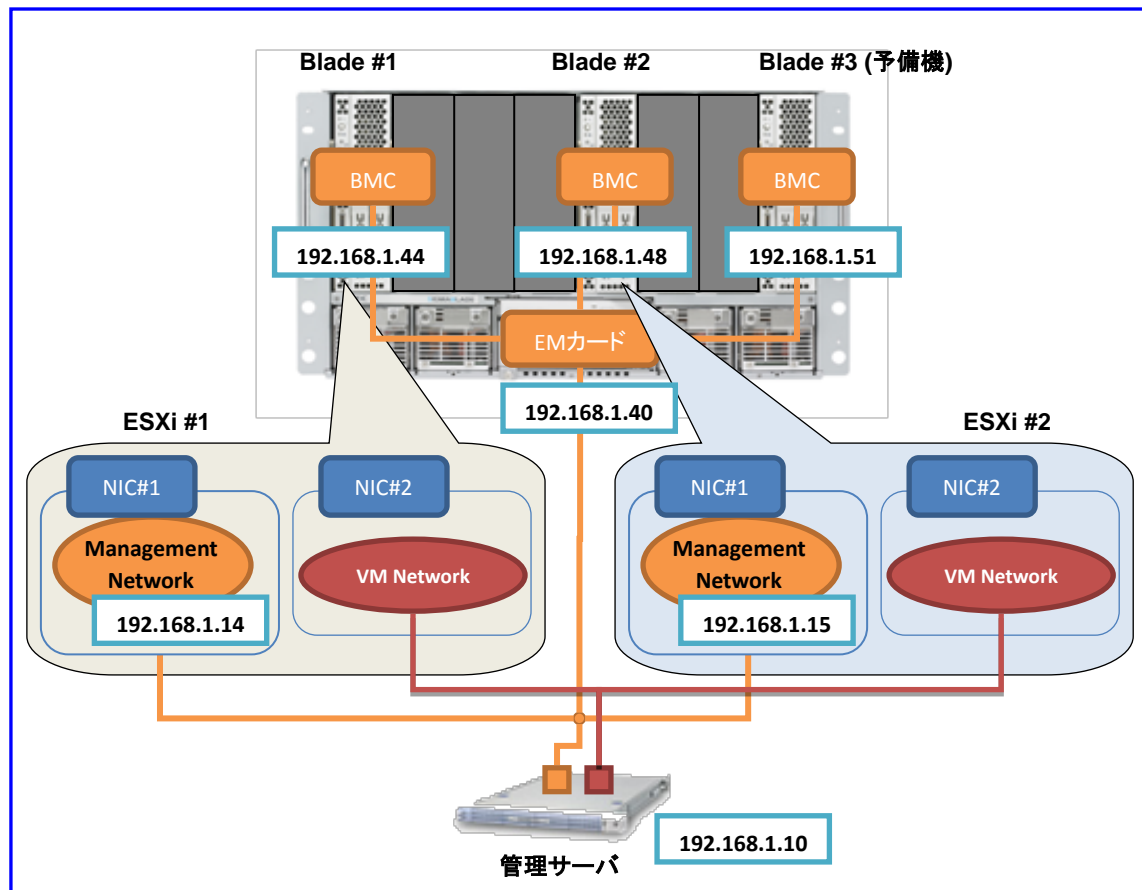 Blade #1
Blade #2
Blade #3 (予備機)
BMC
BMC
BMC
192.168.1.44
192.168.1.48
192.168.1.51
EMカード
192.168.1.40
ESXi #1
ESXi #2
NIC#1
NIC#2
NIC#1
NIC#2
Management
Network
VM Network
Management
Network
VM Network
192.168.1.14
192.168.1.15
192.168.1.10
管理サーバ